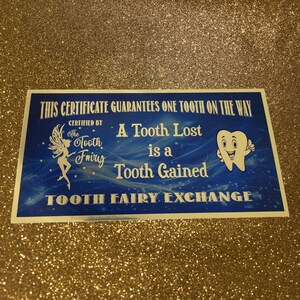 THIS CERTIFICATE GUARANTEES ONE TOOTH ON THE WAY
CERTIFIED BY
The
Tooth
Fairy
A Tooth Lost
is a
Tooth Gained
TOOTH FAIRY EXCHANGE